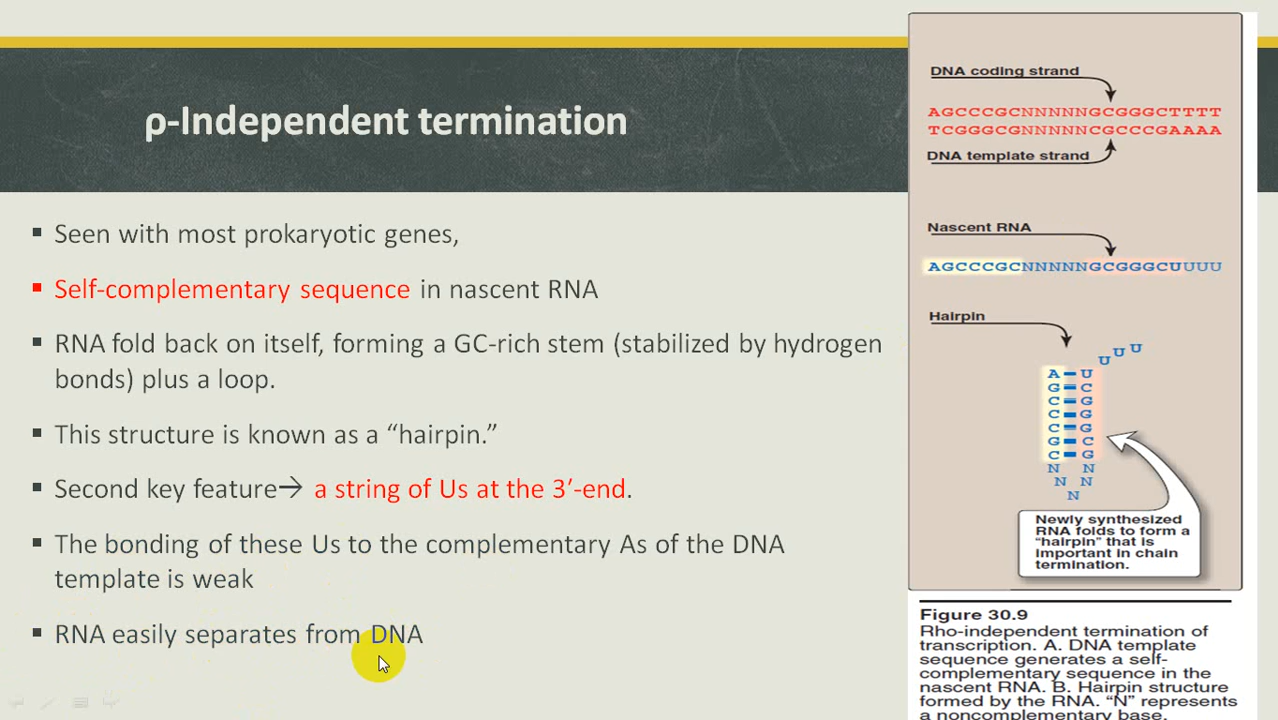 ρ-Independent termination
▪ Seen with most prokaryotic genes,
▪ Self-complementary sequence in nascent RNA
▪ RNA fold back on itself, forming a GC-rich stem (stabilized by hydrogen
bonds) plus a loop.
▪ This structure is known as a “hairpin.”
▪ Second key feature→ a string of Us at the 3′-end.
▪ The bonding of these Us to the complementary As of the DNA
template is weak
▪ RNA easily separates from DNA
DNA coding strand
AGCCCGCNNNNNGCGGGCTTTT
TCGGGCGNNNNNCGCCCGAAAA
DNA template strand
Nascent RNA
AGCCCGCNNNNNGCGGGCUUUU
Hairpin
U U U
A U
G C
C G
C G
C G
G C
C G
N N
N N
N
Newly synthesized
RNA folds to form a
"hairpin" that is
important in chain
termination.
Figure 30.9
Rho-independent termination of
transcription. A. DNA template
sequence generates a self-
complementary sequence in the
nascent RNA. B. Hairpin structure
formed by the RNA. “N” represents
a noncomplementary base.